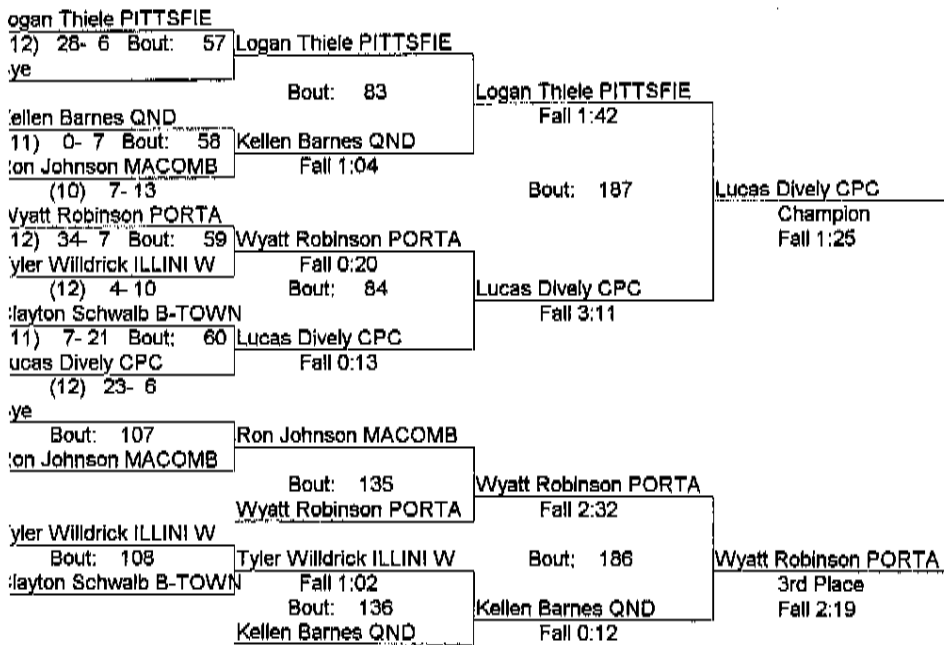 ogan Thiele PITTSFIE
12) 28- 6 Bout: 57 Logan Thiele PITTSFIE
ye
Bout: 83 Logan Thiele PITTSFIE
Fall 1:42
ellen Barnes QND
11) 0- 7 Bout: 58 Kellen Barnes QND
on Johnson MACOMB Fall 1:04
(10) 7-13
Bout: 187 Lucas Dively CPC
Champion
Fall 1:25
yatt Robinson PORTA
12) 34- 7 Bout: 59 Wyatt Robinson PORTA
yler Willdrick ILLINI W Fall 0:20
(12) 4-10 Bout: 84 Lucas Dively CPC
Fall 3:11
layton Schwalb B-TOWN
11) 7-21 Bout: 60 Lucas Dively CPC
ucas Dively CPC Fall 0:13
(12) 23- 6
ye
Bout: 107 Ron Johnson MACOMB
on Johnson MACOMB
Bout: 135 Wyatt Robinson PORTA
Wyatt Robinson PORTA Fall 2:32
yler Willdrick ILLINI W
Bout: 108 Tyler Willdrick ILLINI W Bout: 186 Wyatt Robinson PORTA
layton Schwalb B-TOWN Fall 1:02 3rd Place
Bout: 136 Kellen Barnes QND Fall 2:19
Kellen Barnes QND Fall 0:12